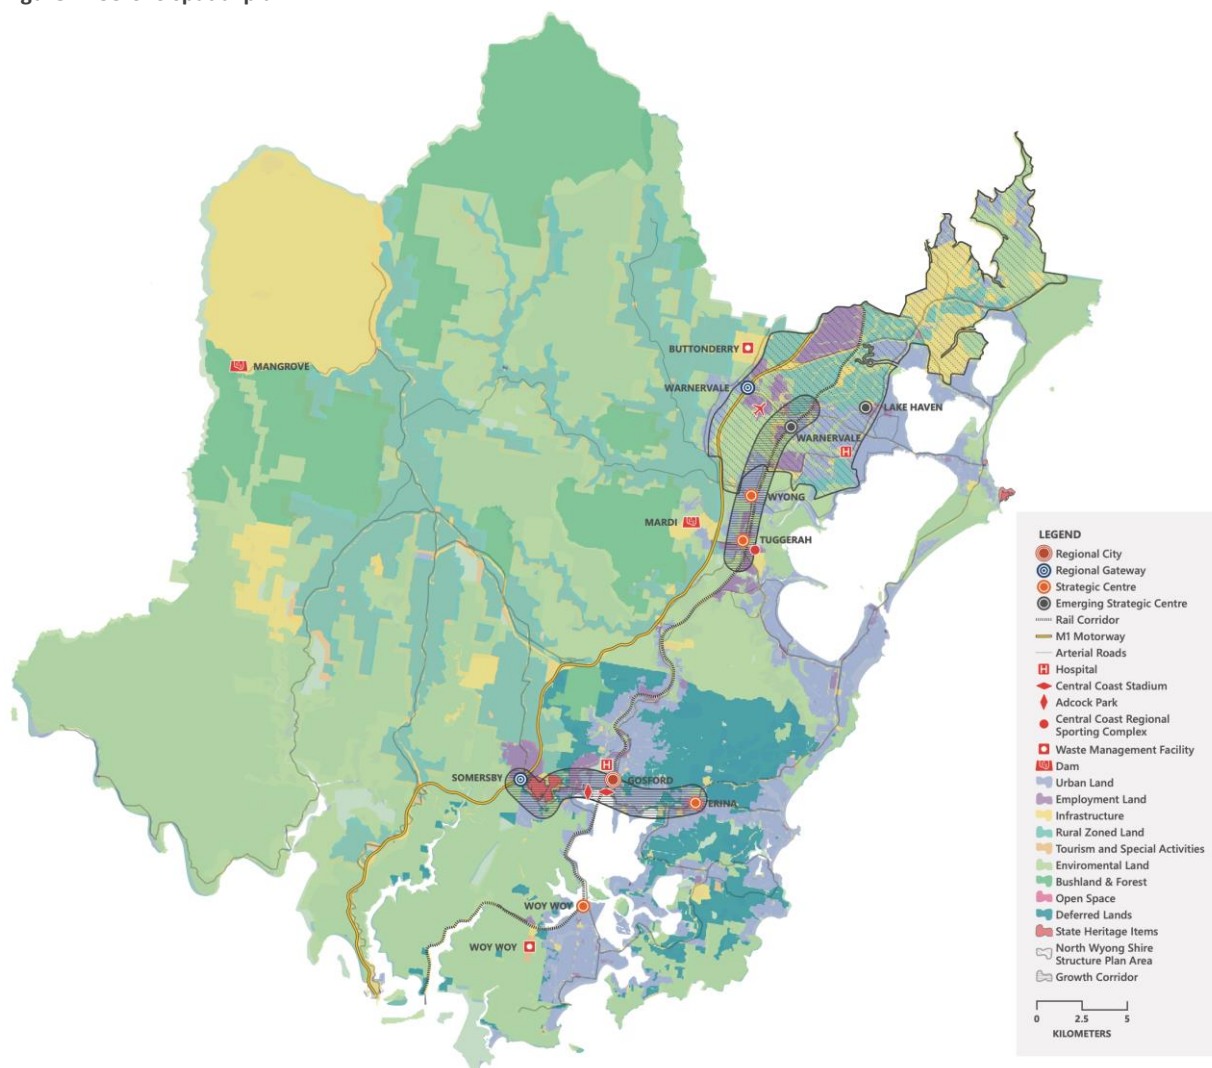 BUTTONDERRY
MANGROVE
WARNERVALE
LAKE HAVEN
WARNERVALE
H
WYONG
MARDI
TUGGERAH
SOMERSBY
H
GOSFORD
ERINA
WOY WOY
WOY WOY
LEGEND
Regional City
Regional Gateway
Strategic Centre
Emerging Strategic Centre
Rail Corridor
M1 Motorway
Arterial Roads
H Hospital
Central Coast Stadium
Adcock Park
Central Coast Regional
Sporting Complex
Waste Management Facility
Dam
Urban Land
Employment Land
Infrastructure
Rural Zoned Land
Tourism and Special Activities
Enviromental Land
Bushland & Forest
Open Space
Deferred Lands
State Heritage Items
North Wyong Shire
Structure Plan Area
Growth Corridor
0 2.5 5
KILOMETERS